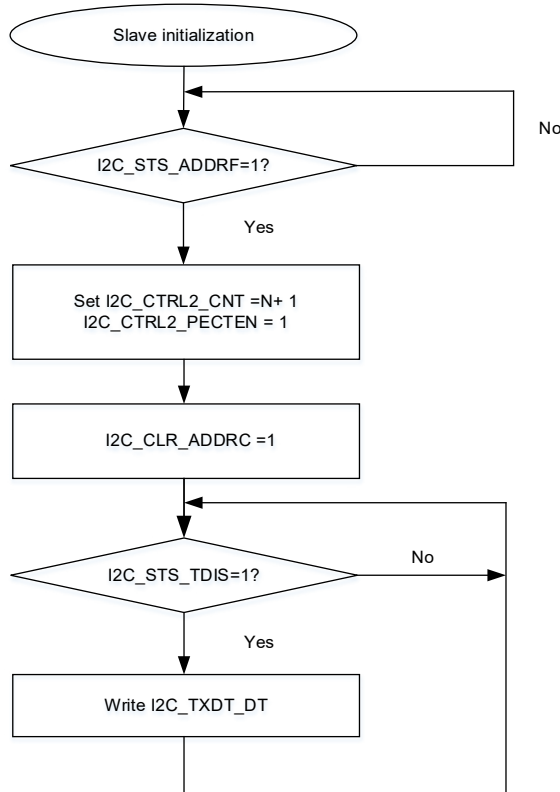 Slave initialization
No
I2C_STS_ADDRF=1?
Yes
Set I2C_CTRL2_CNT =N+ 1
I2C_CTRL2_PECTEN = 1
I2C_CLR_ADDRC =1
No
I2C_STS_TDIS=1?
Yes
Write I2C_TXDT_DT